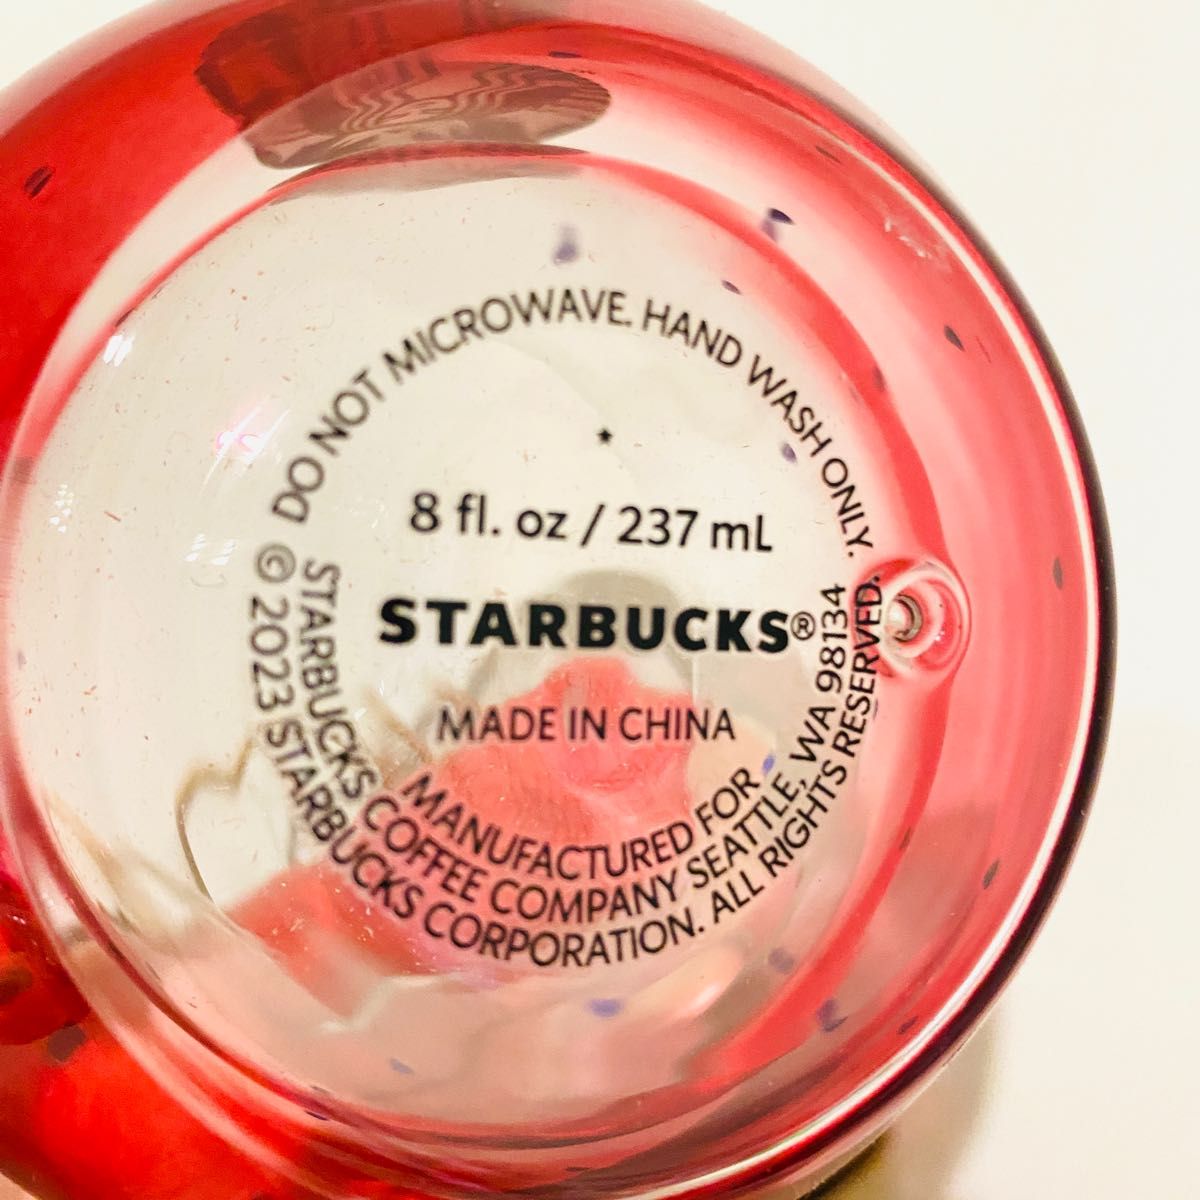 DO NOT MICROWAVE. HAND WASH ONLY.
8 fl. oz / 237 mL
STARBUCKS®
MADE IN CHINA
MANUFACTURED FOR
STARBUCKS COFFEE COMPANY SEATTLE, WA 98134
© 2023 STARBUCKS CORPORATION. ALL RIGHTS RESERVED.